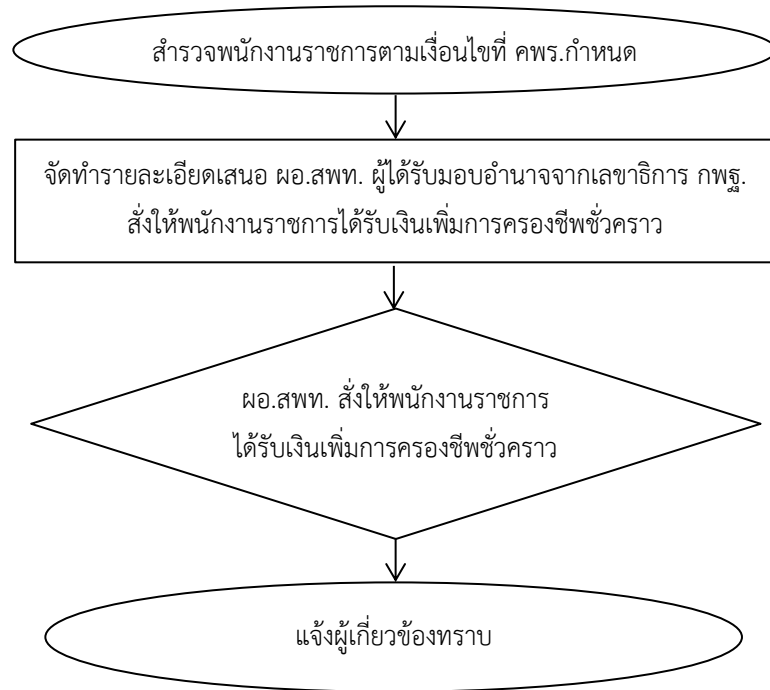 สำรวจพนักงานราชการตามเงื่อนไขที่ คพร.กำหนด
จัดทำรายละเอียดเสนอ ผอ.สพท. ผู้ได้รับมอบอำนาจจากเลขาธิการ กพฐ.
สั่งให้พนักงานราชการได้รับเงินเพิ่มการครองชีพชั่วคราว
ผอ.สพท. สั่งให้พนักงานราชการ
ได้รับเงินเพิ่มการครองชีพชั่วคราว
แจ้งผู้เกี่ยวข้องทราบ